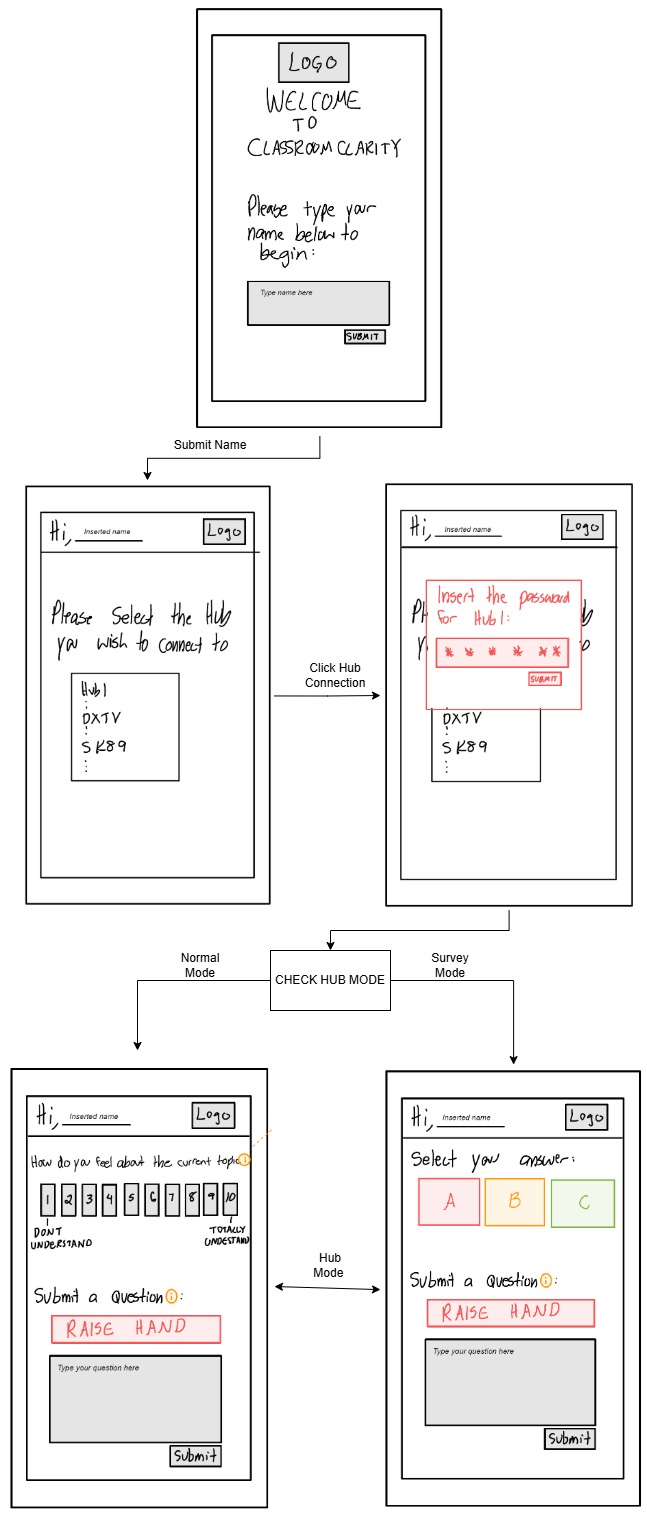 LOGO
WELCOME
TO
CLASSROOM CLARITY
Please type your
name below to
begin:
Type name here
SUBMIT
Submit Name
Hi, Inserted name
Logo
Please Select the Hub
you wish to connect to
Hub1
DXTV
SK89
Click Hub
Connection
Hi, Inserted name
Logo
Insert the password
for Hub1:
* * * * * *
SUBMIT
DXTV
SK89
CHECK HUB MODE
Normal
Mode
Survey
Mode
Hi, Inserted name
Logo
How do you feel about the current topic i
1 2 3 4 5 6 7 8 9 10
DONT
UNDERSTAND
TOTALLY
UNDESTAND
Submit a Question i :
RAISE HAND
Type your question here
Submit
Hub
Mode
Hi, Inserted name
Logo
Select you answer:
A B C
Submit a Question i :
RAISE HAND
Type your question here
Submit